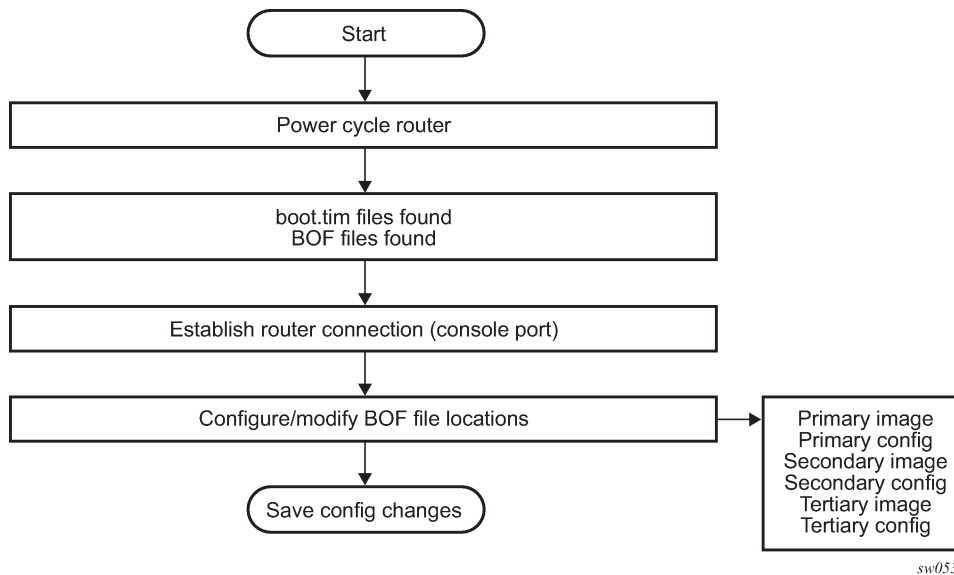 Start
Power cycle router
boot.tim files found
BOF files found
Establish router connection (console port)
Configure/modify BOF file locations
Primary image
Primary config
Secondary image
Secondary config
Tertiary image
Tertiary config
Save config changes
sw053